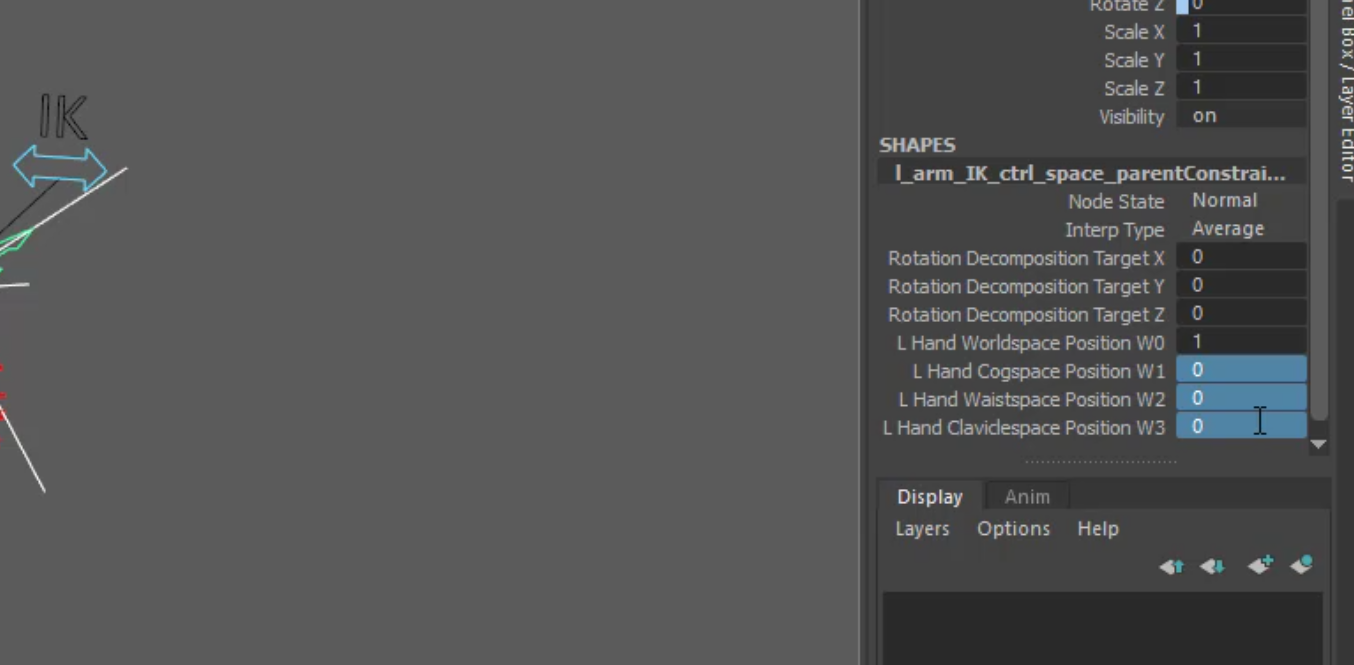 Rotate Z 0
Scale X 1
Scale Y 1
Scale Z 1
Visibility on
SHAPES
l_arm_IK_ctrl_space_parentConstrai...
Node State Normal
Interp Type Average
Rotation Decomposition Target X 0
Rotation Decomposition Target Y 0
Rotation Decomposition Target Z 0
L Hand Worldspace Position W0 1
L Hand Cogspace Position W1 0
L Hand Waistspace Position W2 0
L Hand Claviclespace Position W3 0
Display Anim
Layers Options Help
IK
Box / Layer Editor